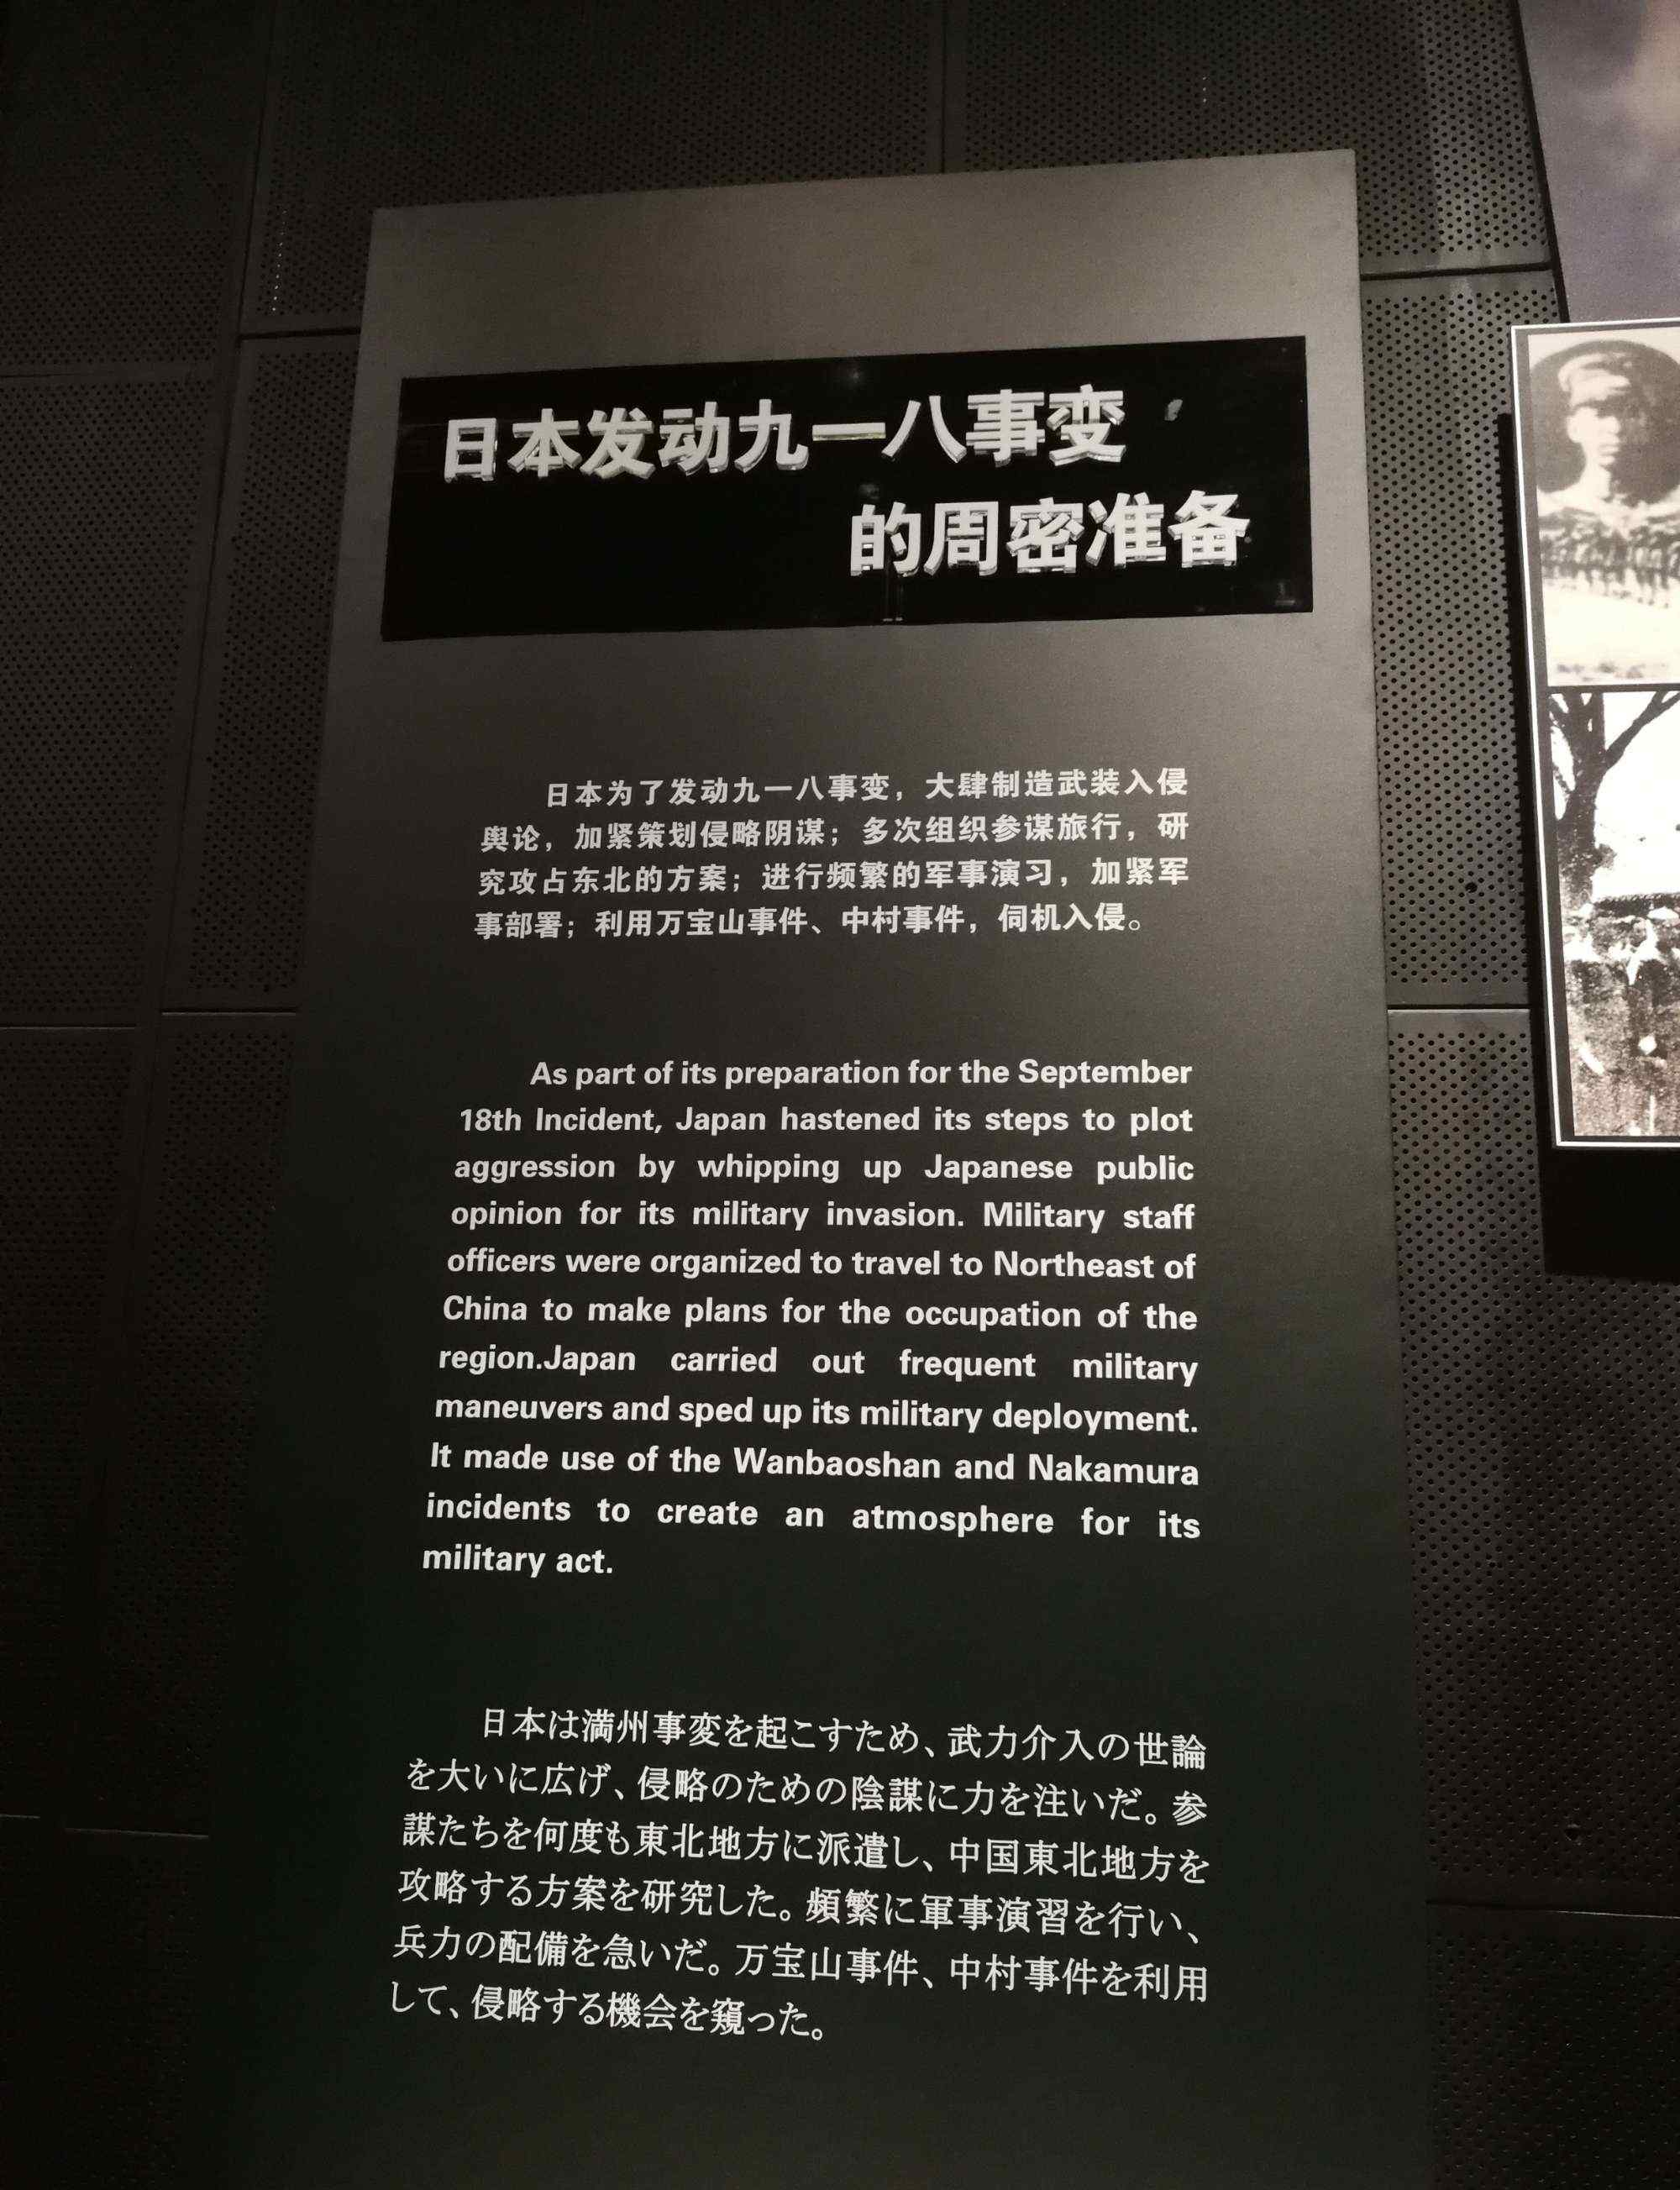 日本发动九一八事变
的周密准备
日本为了发动九一八事变，大肆制造武装入侵
舆论，加紧策划侵略阴谋；多次组织参谋旅行，研
究攻占东北的方案；进行频繁的军事演习，加紧军
事部署；利用万宝山事件、中村事件，伺机入侵。
As part of its preparation for the September
18th Incident, Japan hastened its steps to plot
aggression by whipping up Japanese public
opinion for its military invasion. Military staff
officers were organized to travel to Northeast of
China to make plans for the occupation of the
region.Japan carried out frequent military
maneuvers and sped up its military deployment.
It made use of the Wanbaoshan and Nakamura
incidents to create an atmosphere for its
military act.
日本は満州事変を起こすため、武力介入の世論
を大いに広げ、侵略のための陰謀に力を注いだ。参
謀たちを何度も東北地方に派遣し、中国東北地方を
攻略する方案を研究した。頻繁に軍事演習を行い、
兵力の配備を急いだ。万宝山事件、中村事件を利用
して、侵略する機会を窺った。